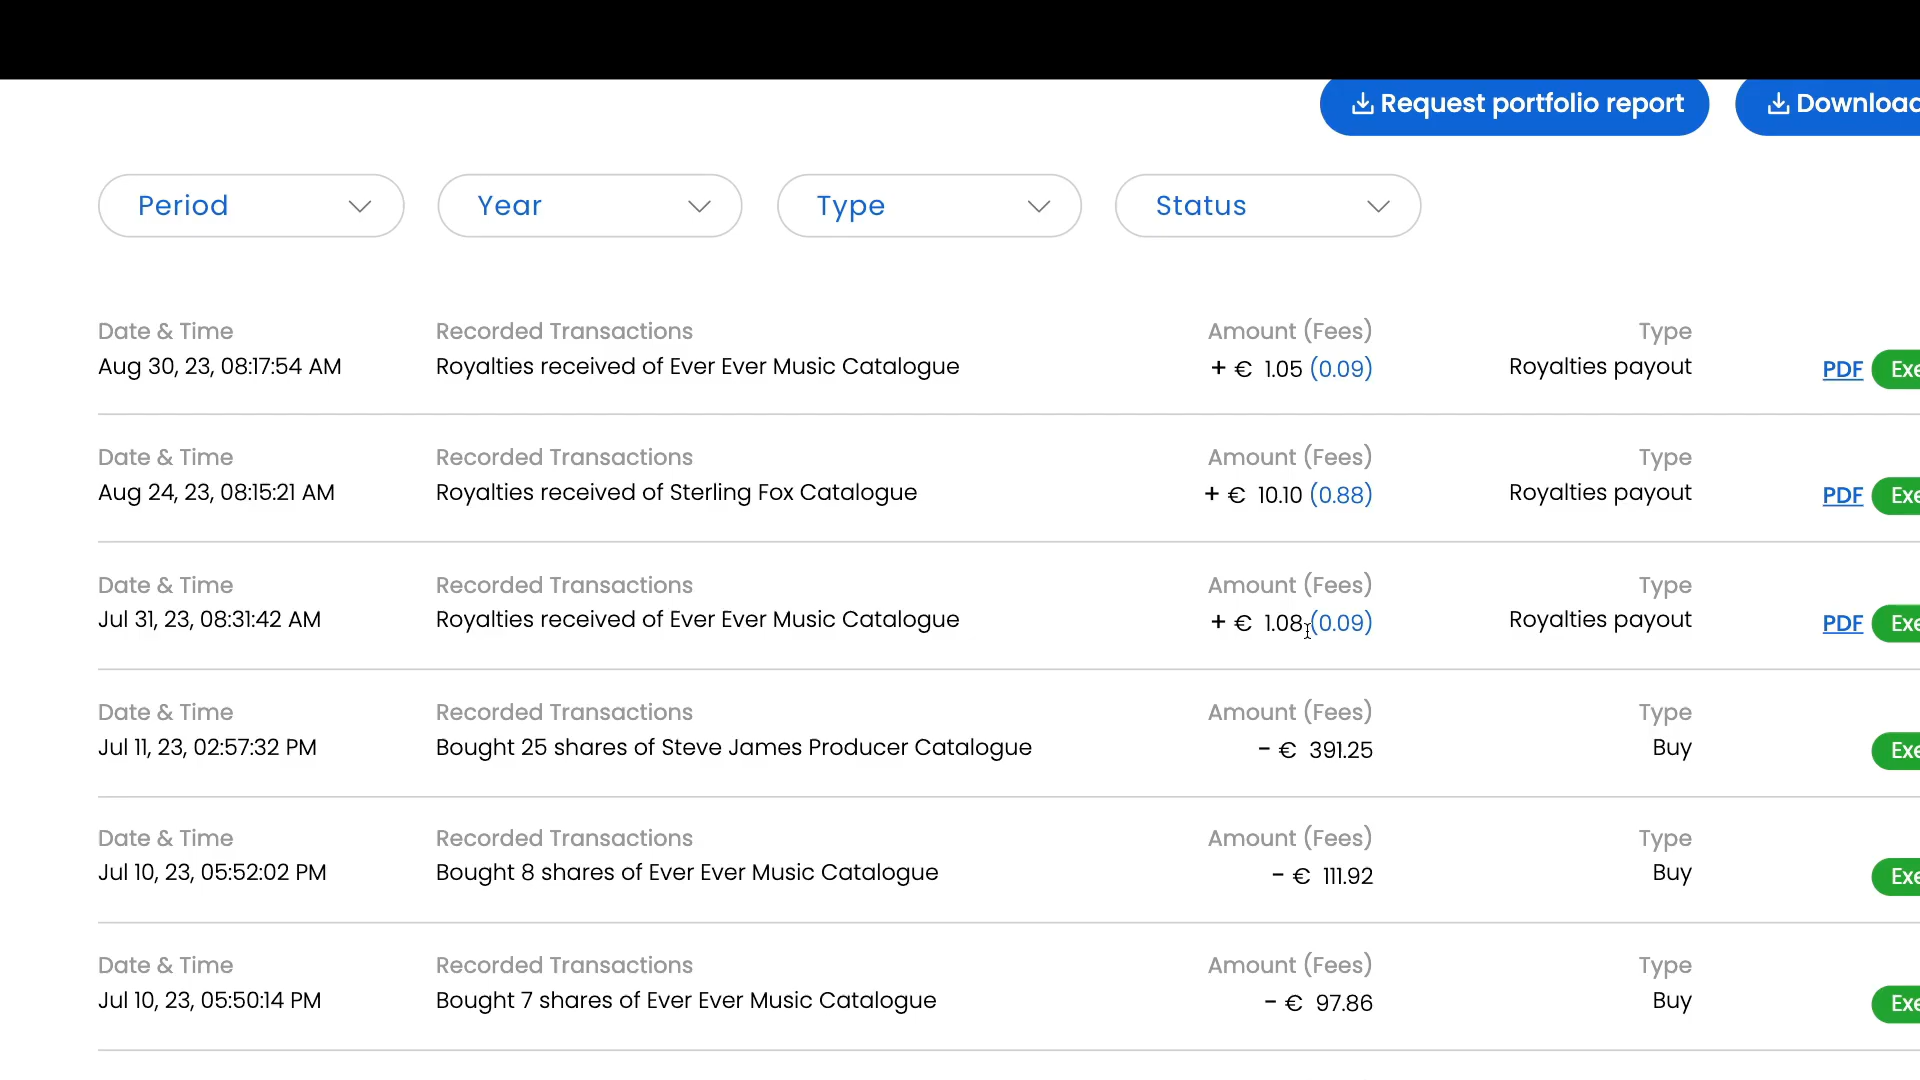 Request portfolio report Download
Period Year Type Status
Date & Time Recorded Transactions Amount (Fees) Type
Aug 30, 23, 08:17:54 AM Royalties received of Ever Ever Music Catalogue + € 1.05 (0.09) Royalties payout PDF Exe
Date & Time Recorded Transactions Amount (Fees) Type
Aug 24, 23, 08:15:21 AM Royalties received of Sterling Fox Catalogue + € 10.10 (0.88) Royalties payout PDF Exe
Date & Time Recorded Transactions Amount (Fees) Type
Jul 31, 23, 08:31:42 AM Royalties received of Ever Ever Music Catalogue + € 1.08 (0.09) Royalties payout PDF Exe
Date & Time Recorded Transactions Amount (Fees) Type
Jul 11, 23, 02:57:32 PM Bought 25 shares of Steve James Producer Catalogue - € 391.25 Buy Exe
Date & Time Recorded Transactions Amount (Fees) Type
Jul 10, 23, 05:52:02 PM Bought 8 shares of Ever Ever Music Catalogue - € 111.92 Buy Exe
Date & Time Recorded Transactions Amount (Fees) Type
Jul 10, 23, 05:50:14 PM Bought 7 shares of Ever Ever Music Catalogue - € 97.86 Buy Exe